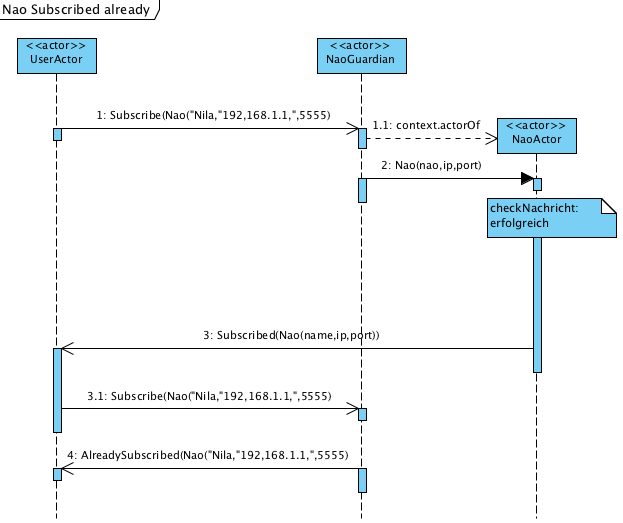 Nao Subscribed already
<<actor>>
UserActor
<<actor>>
NaoGuardian
1: Subscribe(Nao("Nila,"192,168.1.1,",5555)
1.1: context.actorOf
<<actor>>
NaoActor
2: Nao(nao,ip,port)
checkNachricht:
erfolgreich
3: Subscribed(Nao(name,ip,port))
3.1: Subscribe(Nao("Nila,"192,168.1.1,",5555)
4: AlreadySubscribed(Nao("Nila,"192,168.1.1,",5555)